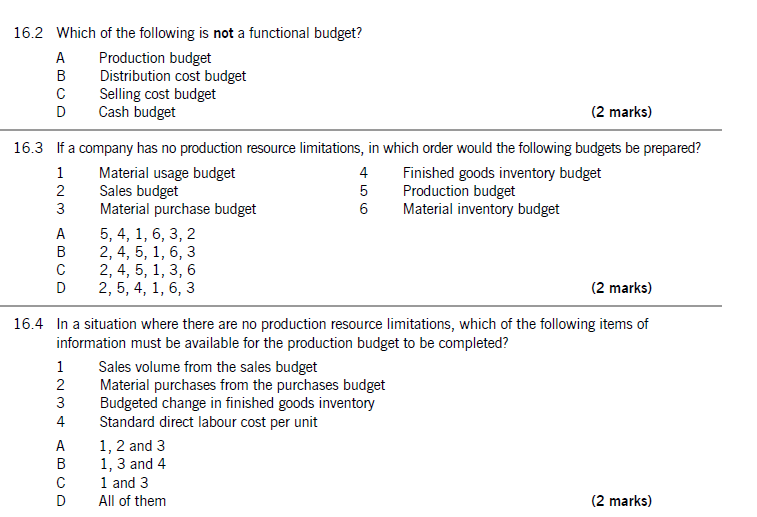 16.2 Which of the following is not a functional budget?
A Production budget
B Distribution cost budget
C Selling cost budget
D Cash budget (2 marks)
16.3 If a company has no production resource limitations, in which order would the following budgets be prepared?
1 Material usage budget 4 Finished goods inventory budget
2 Sales budget 5 Production budget
3 Material purchase budget 6 Material inventory budget
A 5, 4, 1, 6, 3, 2
B 2, 4, 5, 1, 6, 3
C 2, 4, 5, 1, 3, 6
D 2, 5, 4, 1, 6, 3 (2 marks)
16.4 In a situation where there are no production resource limitations, which of the following items of
information must be available for the production budget to be completed?
1 Sales volume from the sales budget
2 Material purchases from the purchases budget
3 Budgeted change in finished goods inventory
4 Standard direct labour cost per unit
A 1, 2 and 3
B 1, 3 and 4
C 1 and 3
D All of them (2 marks)